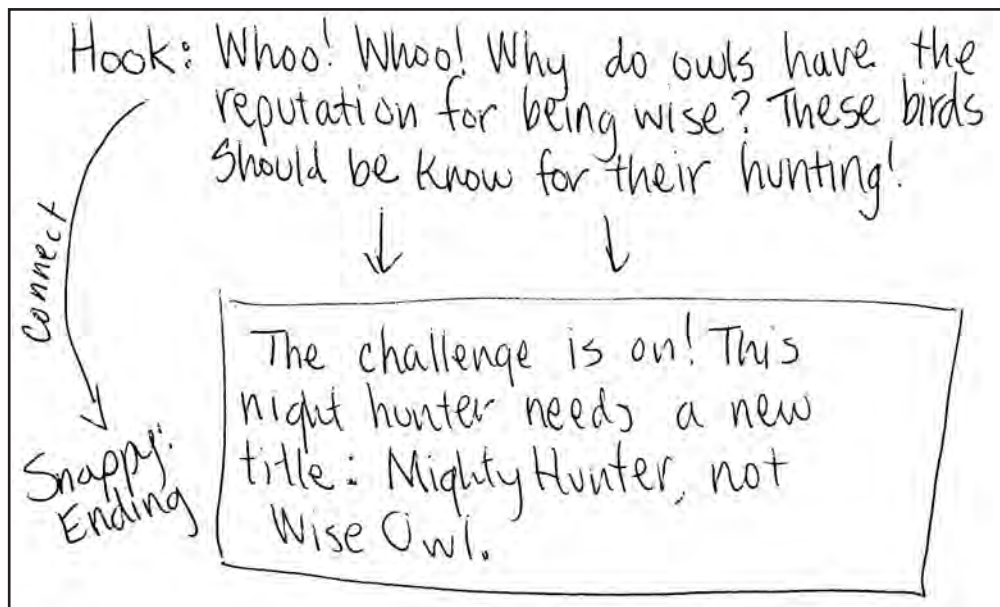 Hook: Whoo! Whoo! Why do owls have the
reputation for being wise? These birds
Should be know for their hunting!
Connect
The challenge is on! This
night hunter needs a new
title: Mighty Hunter, not
Wise Owl.
Snappy:
Ending